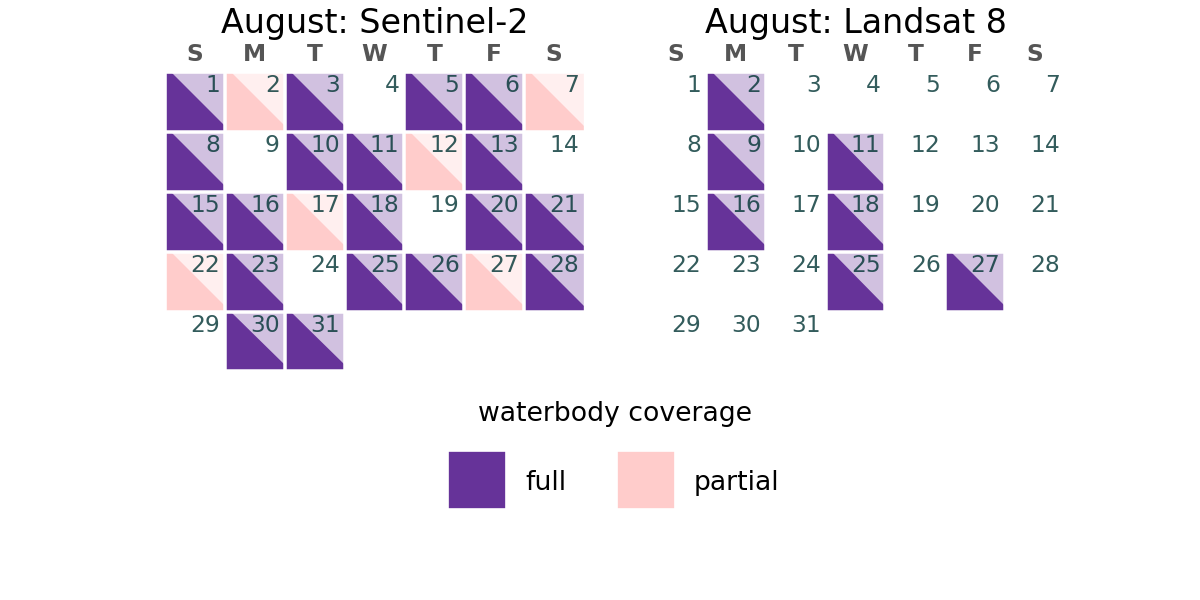 August: Sentinel-2
S M T W T F S
1 2 3 4 5 6 7
8 9 10 11 12 13 14
15 16 17 18 19 20 21
22 23 24 25 26 27 28
29 30 31
August: Landsat 8
S M T W T F S
1 2 3 4 5 6 7
8 9 10 11 12 13 14
15 16 17 18 19 20 21
22 23 24 25 26 27 28
29 30 31
waterbody coverage
full
partial